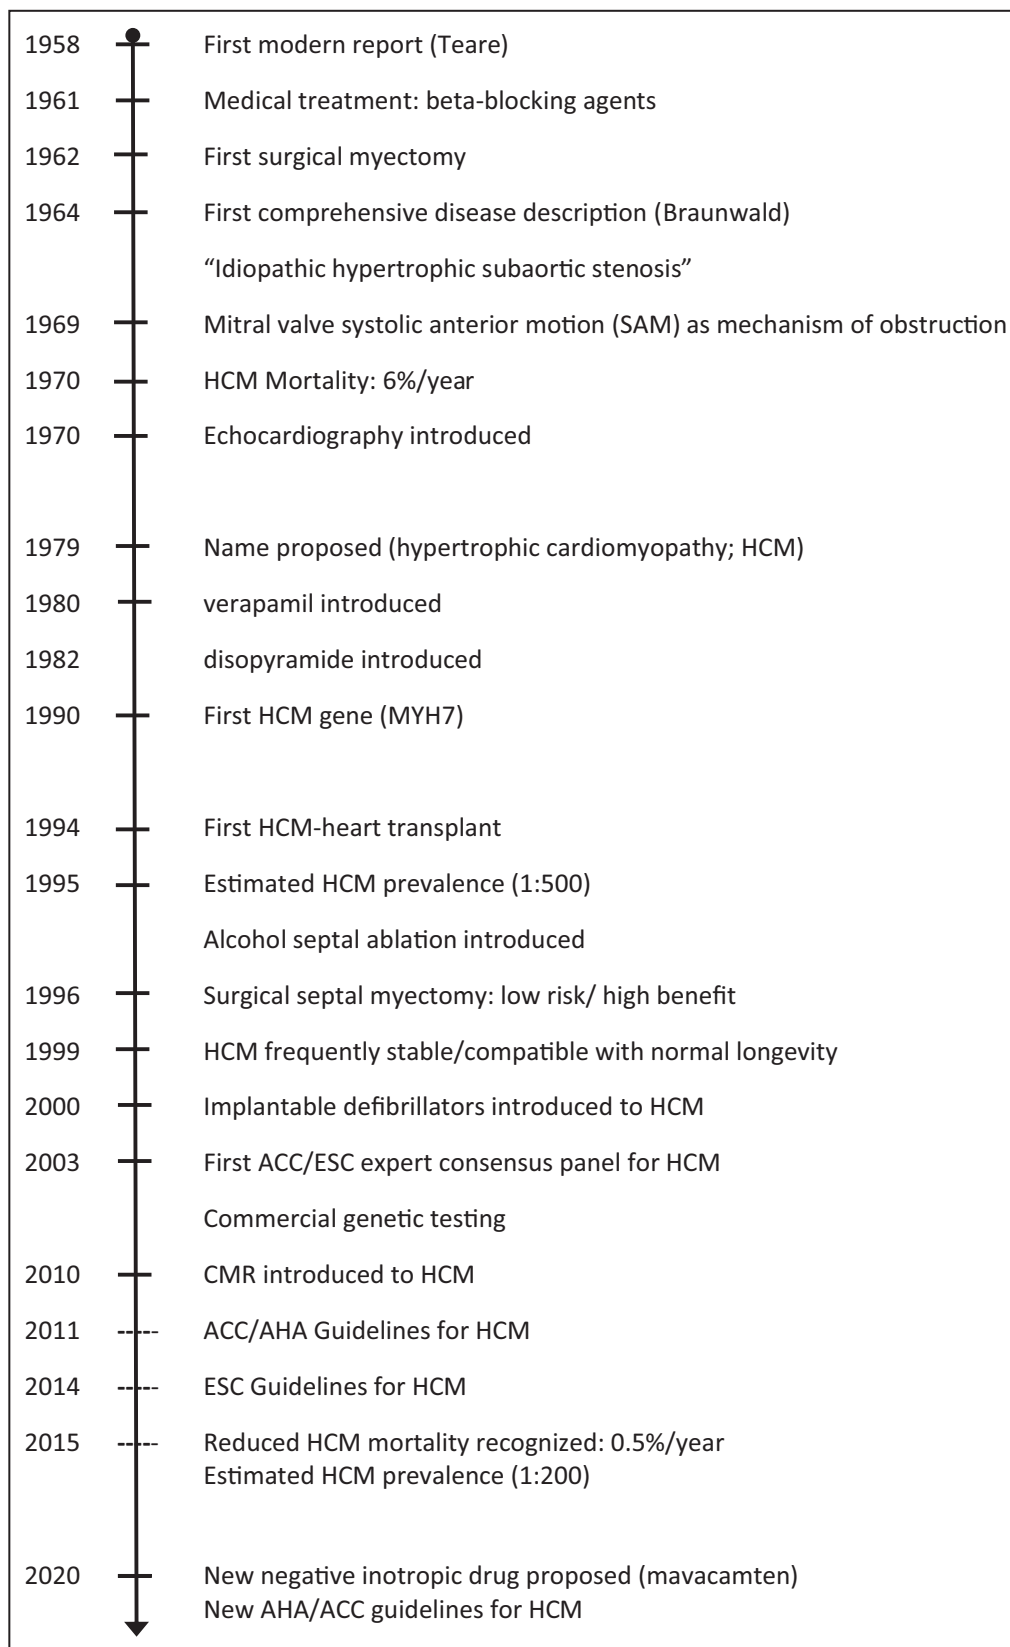 1958 First modern report (Teare)
1961 Medical treatment: beta-blocking agents
1962 First surgical myectomy
1964 First comprehensive disease description (Braunwald)
“Idiopathic hypertrophic subaortic stenosis”
1969 Mitral valve systolic anterior motion (SAM) as mechanism of obstruction
1970 HCM Mortality: 6%/year
1970 Echocardiography introduced
1979 Name proposed (hypertrophic cardiomyopathy; HCM)
1980 verapamil introduced
1982 disopyramide introduced
1990 First HCM gene (MYH7)
1994 First HCM-heart transplant
1995 Estimated HCM prevalence (1:500)
Alcohol septal ablation introduced
1996 Surgical septal myectomy: low risk/ high benefit
1999 HCM frequently stable/compatible with normal longevity
2000 Implantable defibrillators introduced to HCM
2003 First ACC/ESC expert consensus panel for HCM
Commercial genetic testing
2010 CMR introduced to HCM
2011 ACC/AHA Guidelines for HCM
2014 ESC Guidelines for HCM
2015 Reduced HCM mortality recognized: 0.5%/year
Estimated HCM prevalence (1:200)
2020 New negative inotropic drug proposed (mavacamten)
New AHA/ACC guidelines for HCM